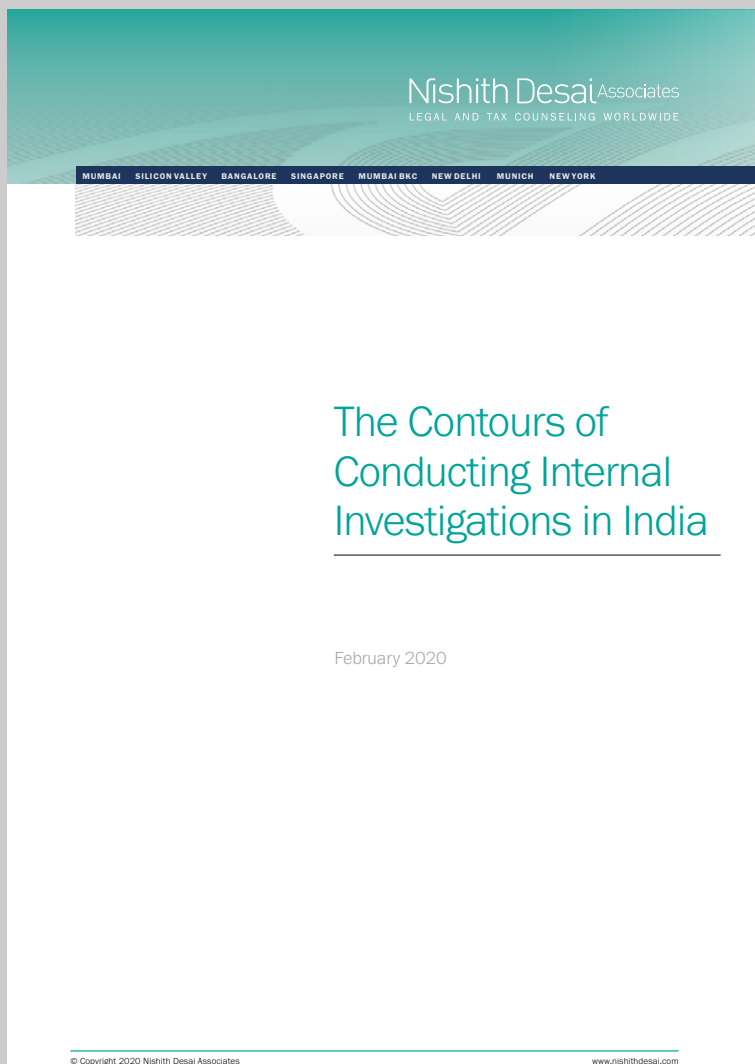 Nishith Desai Associates
LEGAL AND TAX COUNSELING WORLDWIDE
MUMBAI SILICON VALLEY BANGALORE SINGAPORE MUMBAI BKC NEW DELHI MUNICH NEW YORK
The Contours of
Conducting Internal
Investigations in India
February 2020
© Copyright 2020 Nishith Desai Associates www.nishithdesai.com